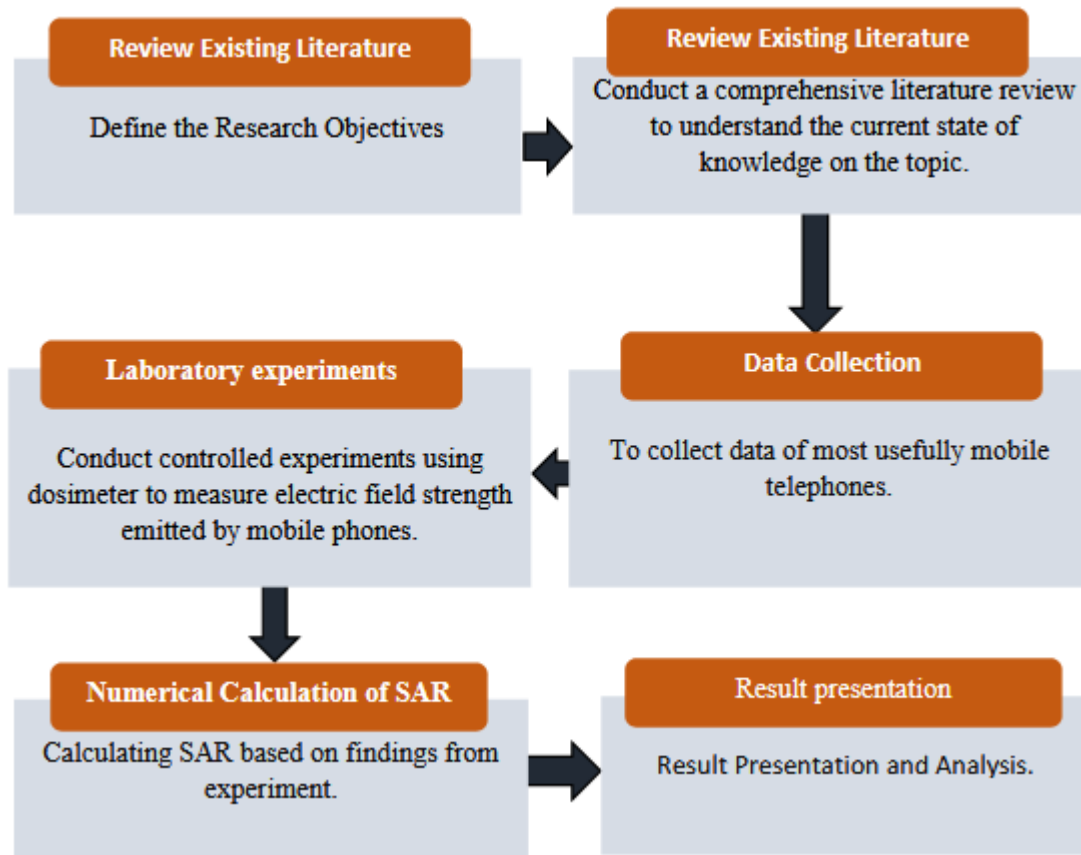 Review Existing Literature
Define the Research Objectives
Review Existing Literature
Conduct a comprehensive literature review
to understand the current state of
knowledge on the topic.
Data Collection
To collect data of most usefully mobile
telephones.
Laboratory experiments
Conduct controlled experiments using
dosimeter to measure electric field strength
emitted by mobile phones.
Numerical Calculation of SAR
Calculating SAR based on findings from
experiment.
Result presentation
Result Presentation and Analysis.